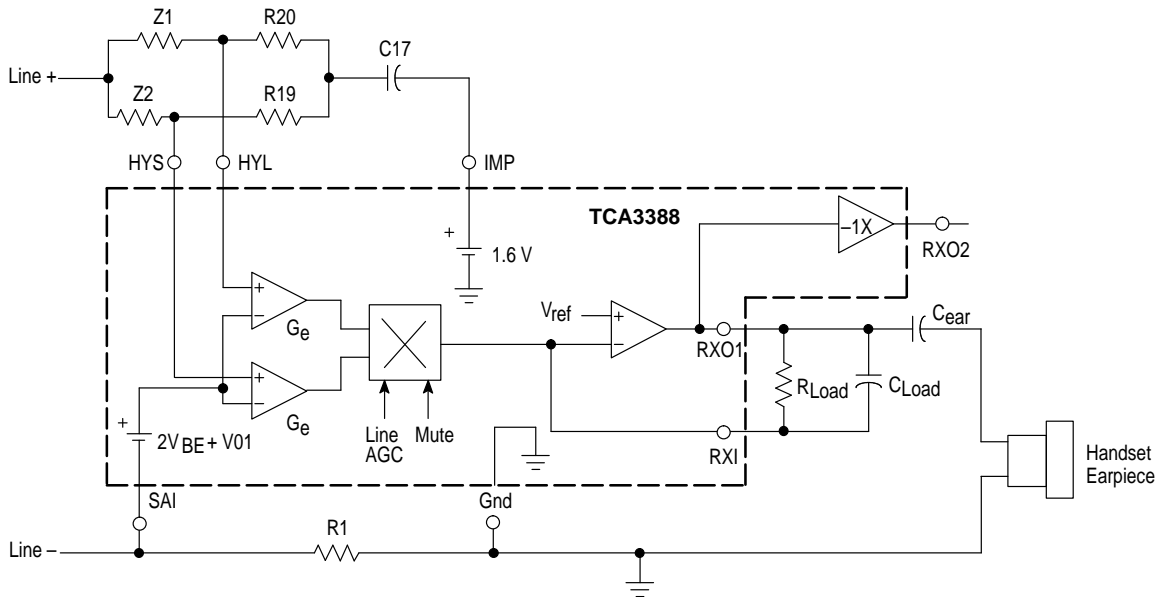 Z1
R20
C17
Line +
Z2
R19
HYS
HYL
IMP
TCA3388
+
1.6 V
–1X
RXO2
+
–
Ge
Vref
+
–
RXO1
Cear
+
–
Ge
RLoad
CLoad
+
2VBE + V01
Line
AGC
Mute
RXI
Handset
Earpiece
SAI
Gnd
R1
Line –